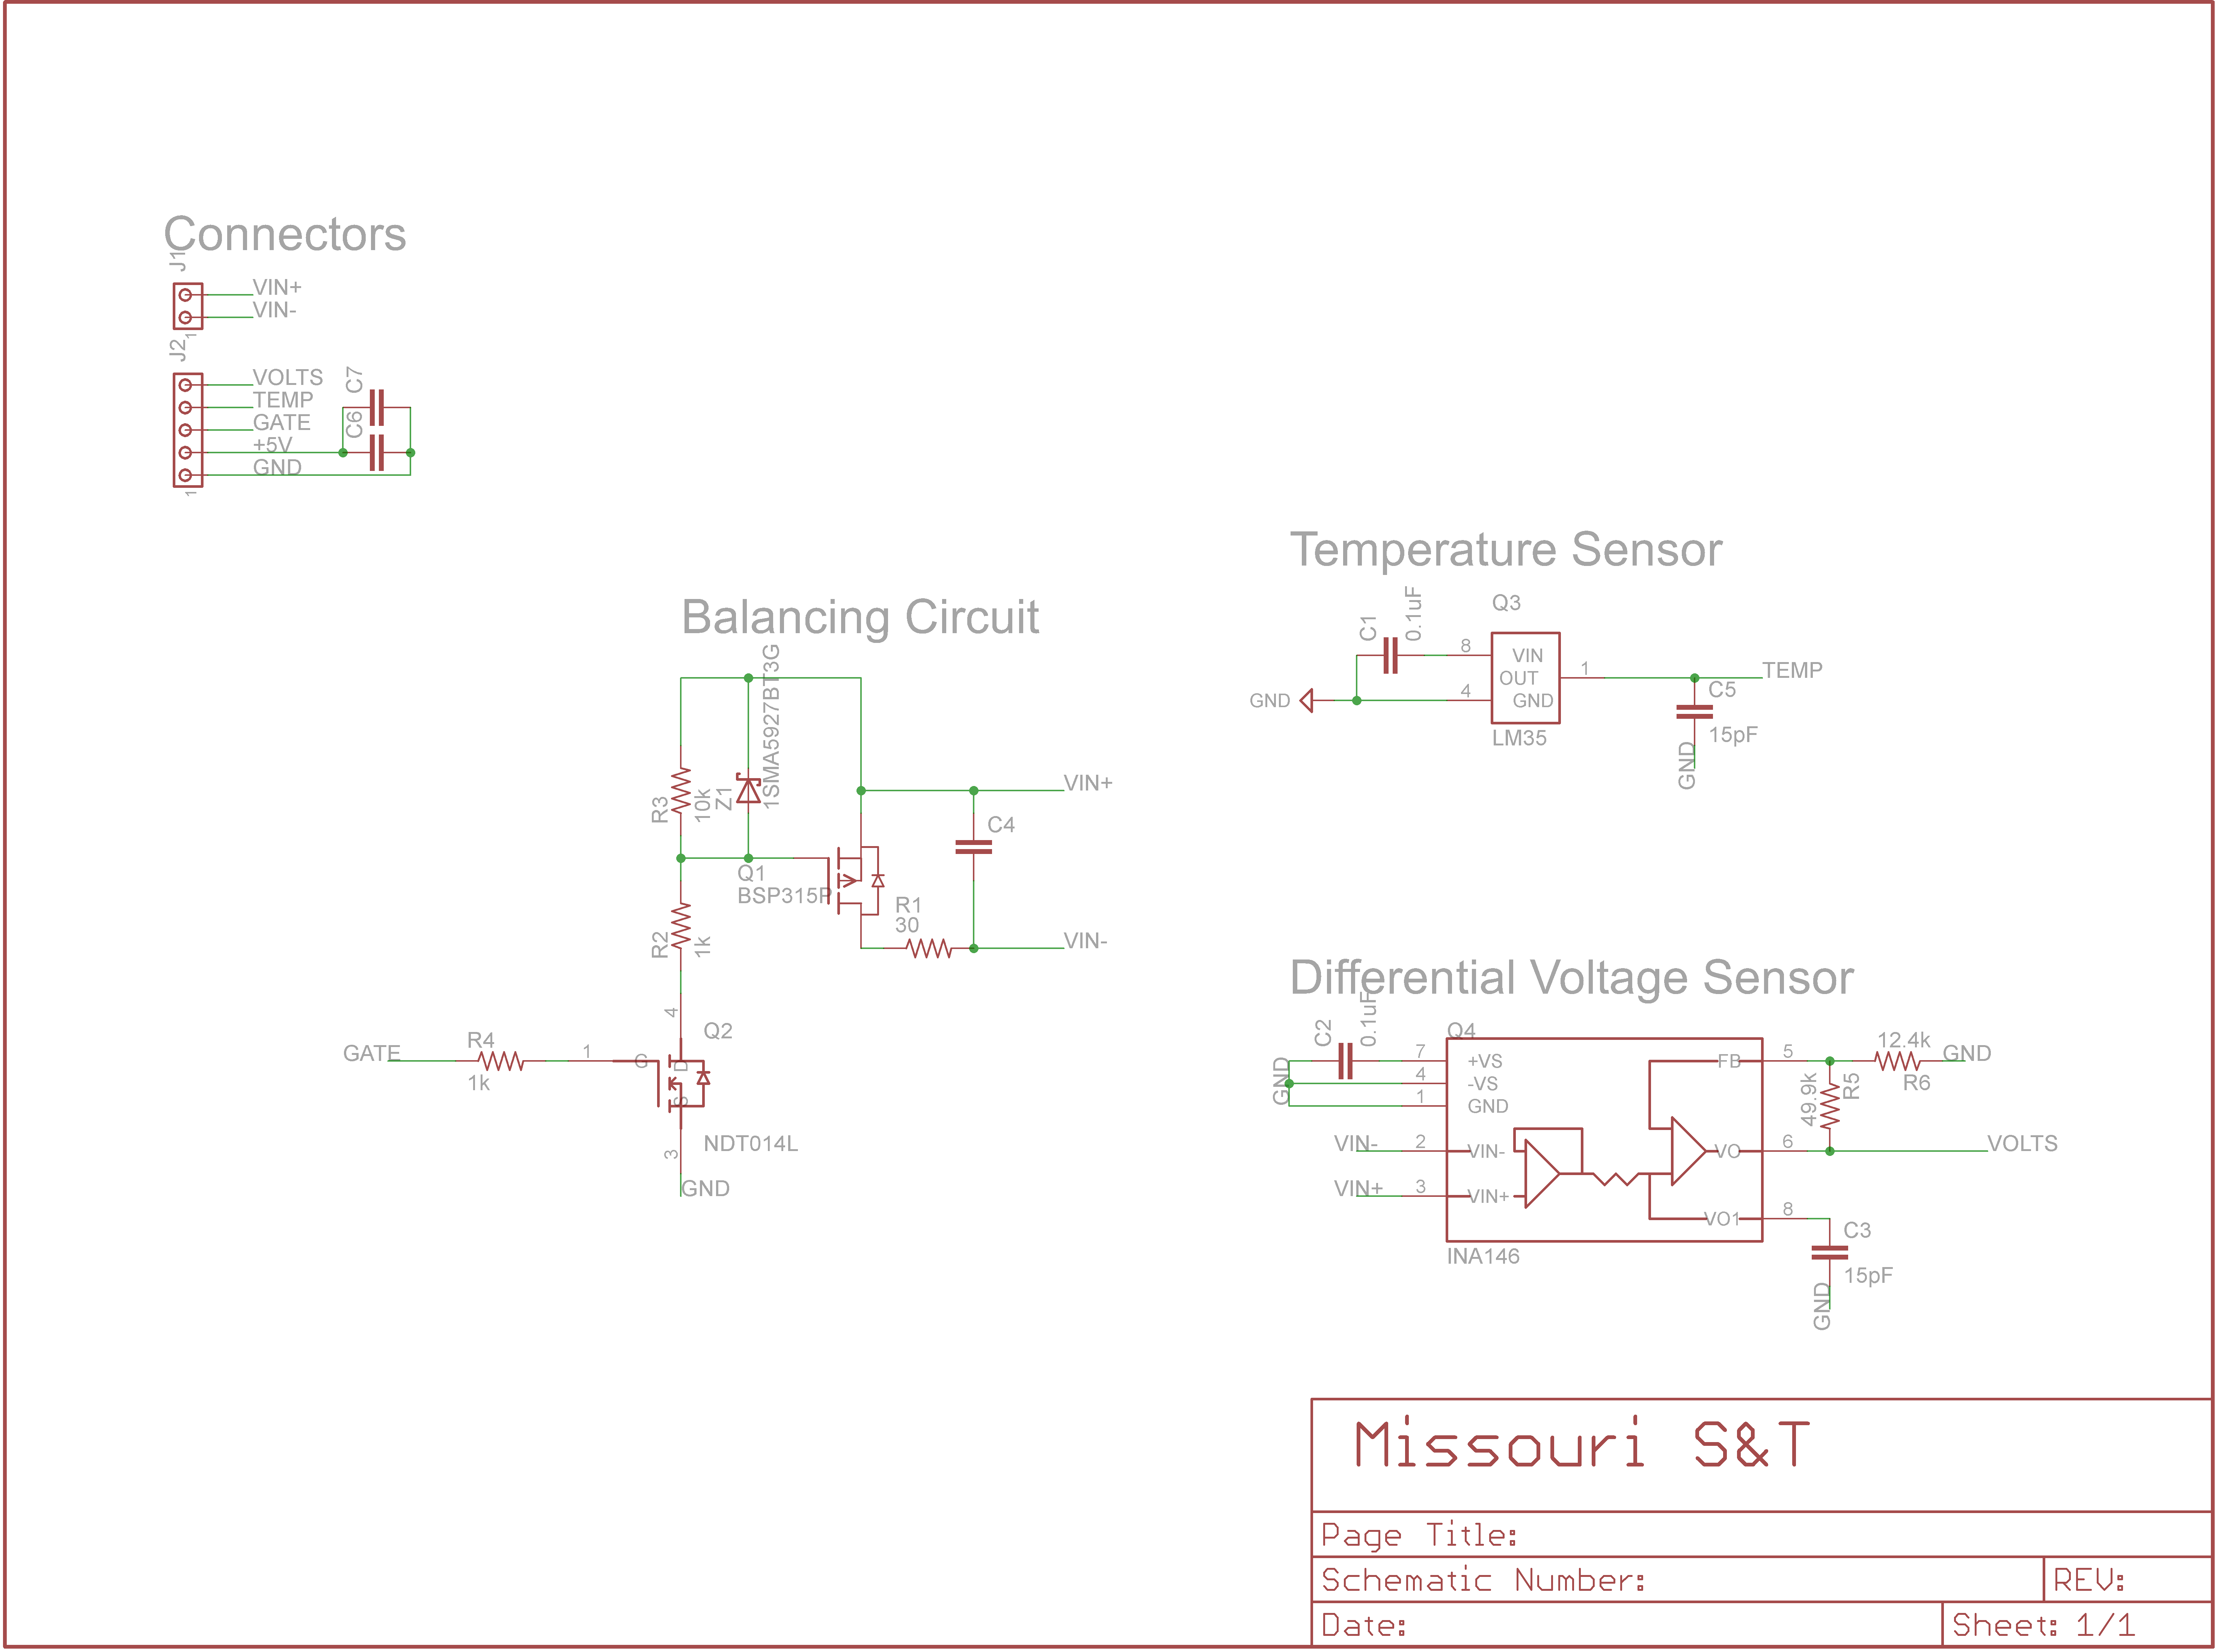 Connectors
J1
VIN+
VIN-
1
J2
VOLTS
TEMP
GATE
+5V
GND
1
C7
C6
Temperature Sensor
C1
0.1uF
Q3
8
VIN
OUT
1
4
GND
GND
LM35
TEMP
C5
15pF
GND
Balancing Circuit
R3
10k
Z1
1SMA5927BT3G
VIN+
C4
Q1
BSP315P
R1
30
VIN-
R2
1k
4
Q2
GATE
R4
1k
1
G
D
S
NDT014L
3
GND
Differential Voltage Sensor
C2
0.1uF
Q4
GND
7
+VS
4
-VS
1
GND
VIN-
2
VIN-
VIN+
3
VIN+
INA146
FB
5
12.4k
GND
R6
49.9k
R5
VO
6
VOLTS
VO1
8
C3
15pF
GND
Missouri S&T
Page Title:
Schematic Number:
REV:
Date:
Sheet: 1/1